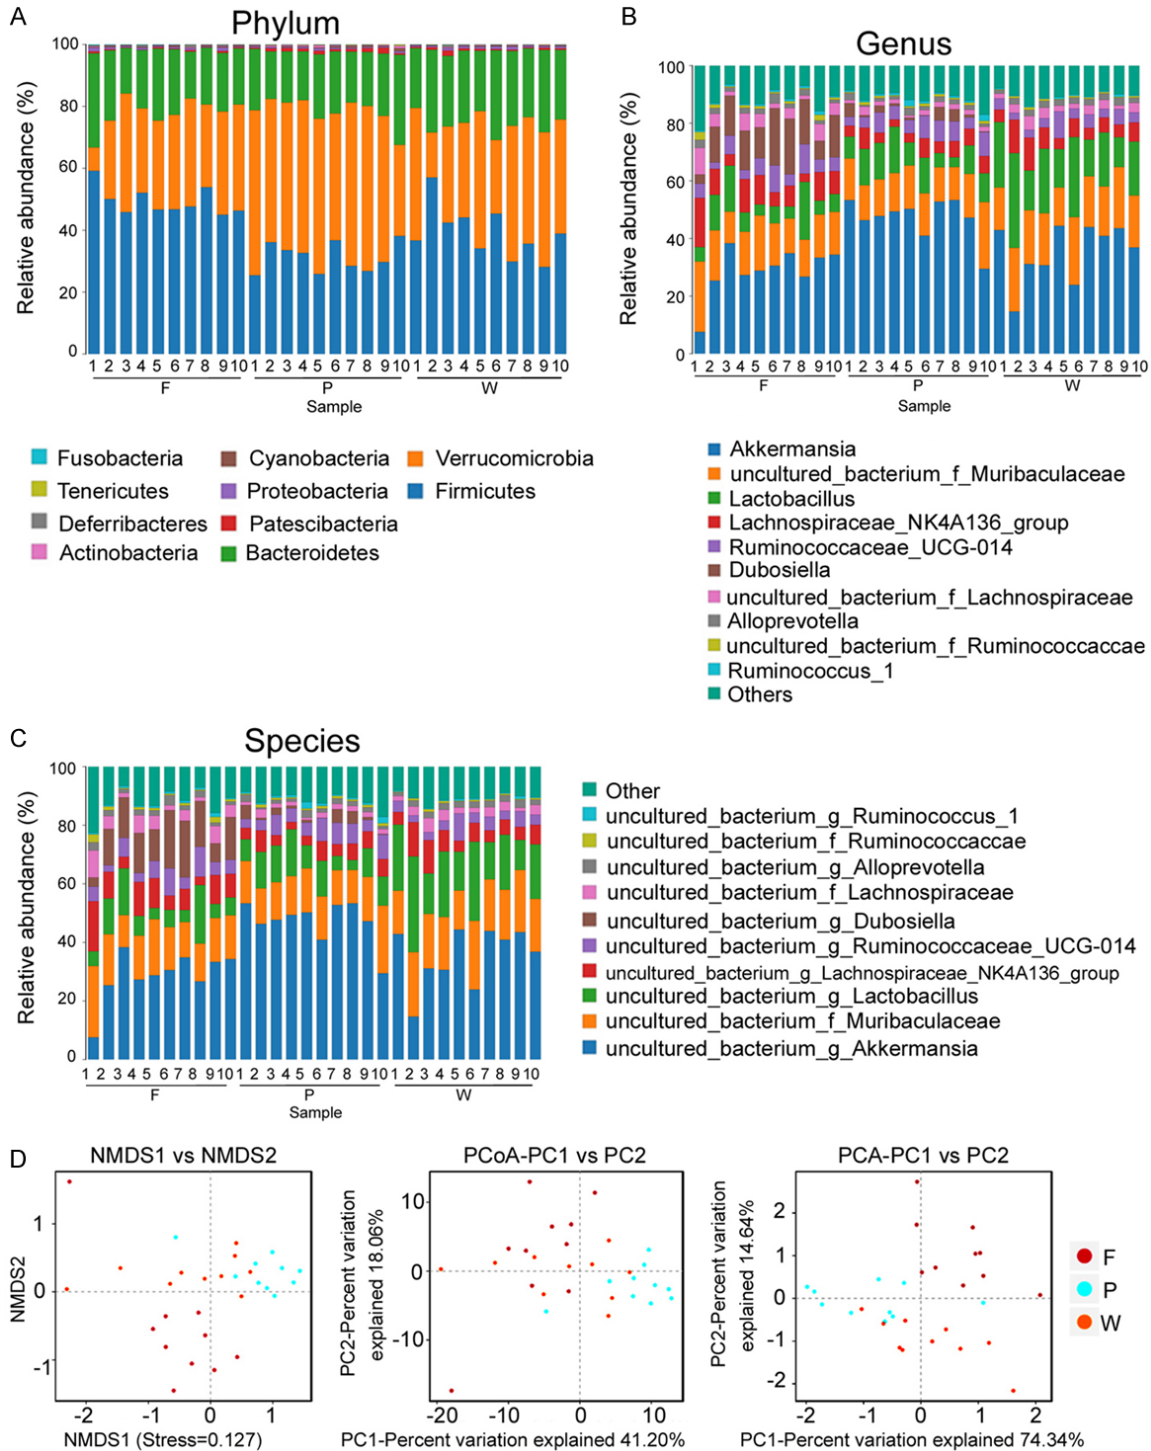 A
Phylum
Relative abundance (%)
100
80
60
40
20
0
1 2 3 4 5 6 7 8 9 10 1 2 3 4 5 6 7 8 9 10 1 2 3 4 5 6 7 8 9 10
F P W
Sample
Fusobacteria Cyanobacteria Verrucomicrobia
Tenericutes Proteobacteria Firmicutes
Deferribacteres Patescibacteria
Actinobacteria Bacteroidetes
B
Genus
Relative abundance (%)
100
80
60
40
20
0
1 2 3 4 5 6 7 8 9 10 1 2 3 4 5 6 7 8 9 10 1 2 3 4 5 6 7 8 9 10
F P W
Sample
Akkermansia
uncultured_bacterium_f_Muribaculaceae
Lactobacillus
Lachnospiraceae_NK4A136_group
Ruminococcaceae_UCG-014
Dubosiella
uncultured_bacterium_f_Lachnospiraceae
Alloprevotella
uncultured_bacterium_f_Ruminococcaccae
Ruminococcus_1
Others
C
Species
Relative abundance (%)
100
80
60
40
20
0
1 2 3 4 5 6 7 8 9 10 1 2 3 4 5 6 7 8 9 10 1 2 3 4 5 6 7 8 9 10
F P W
Sample
Other
uncultured_bacterium_g_Ruminococcus_1
uncultured_bacterium_f_Ruminococcaccae
uncultured_bacterium_g_Alloprevotella
uncultured_bacterium_f_Lachnospiraceae
uncultured_bacterium_g_Dubosiella
uncultured_bacterium_g_Ruminococcaceae_UCG-014
uncultured_bacterium_g_Lachnospiraceae_NK4A136_group
uncultured_bacterium_g_Lactobacillus
uncultured_bacterium_f_Muribaculaceae
uncultured_bacterium_g_Akkermansia
D
NMDS1 vs NMDS2
NMDS2
1
0
-1
-2 -1 0 1
NMDS1 (Stress=0.127)
PCoA-PC1 vs PC2
PC2-Percent variation
explained 18.06%
10
0
-10
-20 -10 0 10
PC1-Percent variation explained 41.20%
PCA-PC1 vs PC2
PC2-Percent variation
explained 14.64%
2
1
0
-1
-2
-2 -1 0 1 2
PC1-Percent variation explained 74.34%
F
P
W